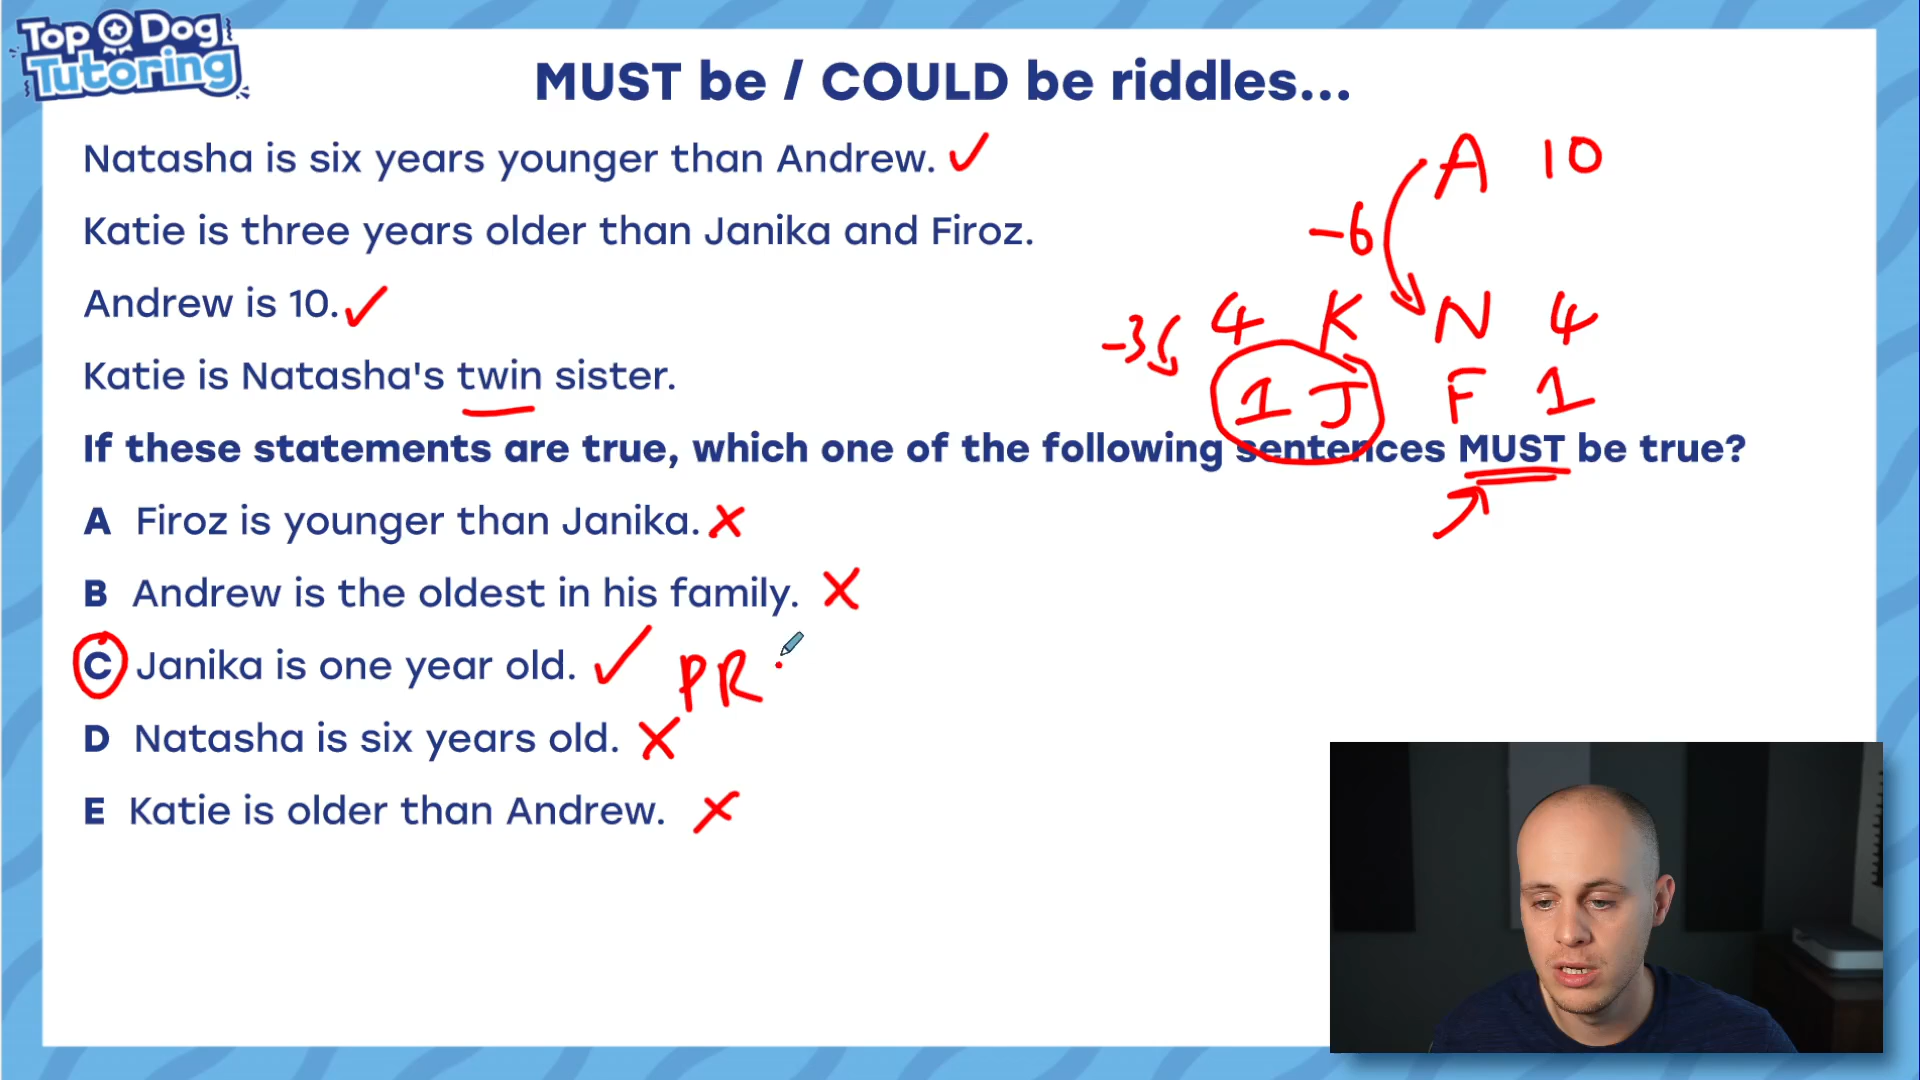 Top Dog
Tutoring
MUST be / COULD be riddles...
Natasha is six years younger than Andrew. ✓
A 10
Katie is three years older than Janika and Firoz.
-6
Andrew is 10. ✓
-3 4 K N 4
Katie is Natasha's twin sister.
1 J F 1
If these statements are true, which one of the following sentences MUST be true?
A Firoz is younger than Janika. X
B Andrew is the oldest in his family. X
C Janika is one year old. ✓ PR
D Natasha is six years old. X
E Katie is older than Andrew. X